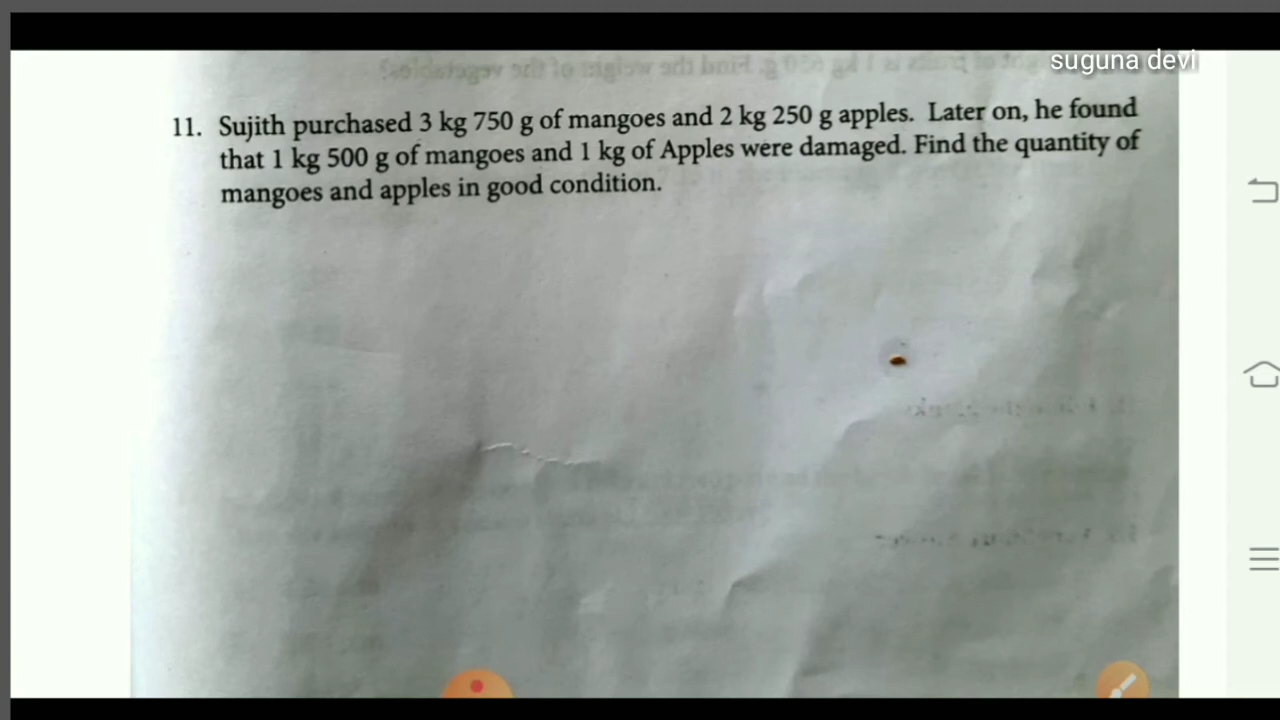 suguna devi
11. Sujith purchased 3 kg 750 g of mangoes and 2 kg 250 g apples. Later on, he found
that 1 kg 500 g of mangoes and 1 kg of Apples were damaged. Find the quantity of
mangoes and apples in good condition.